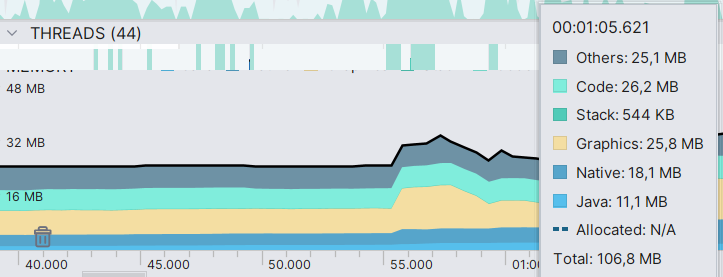 THREADS (44)
MEMORY
48 MB
32 MB
16 MB
40.000
45.000
50.000
55.000
00:01:05.621
Others: 25,1 MB
Code: 26,2 MB
Stack: 544 KB
Graphics: 25,8 MB
Native: 18,1 MB
Java: 11,1 MB
Allocated: N/A
Total: 106,8 MB